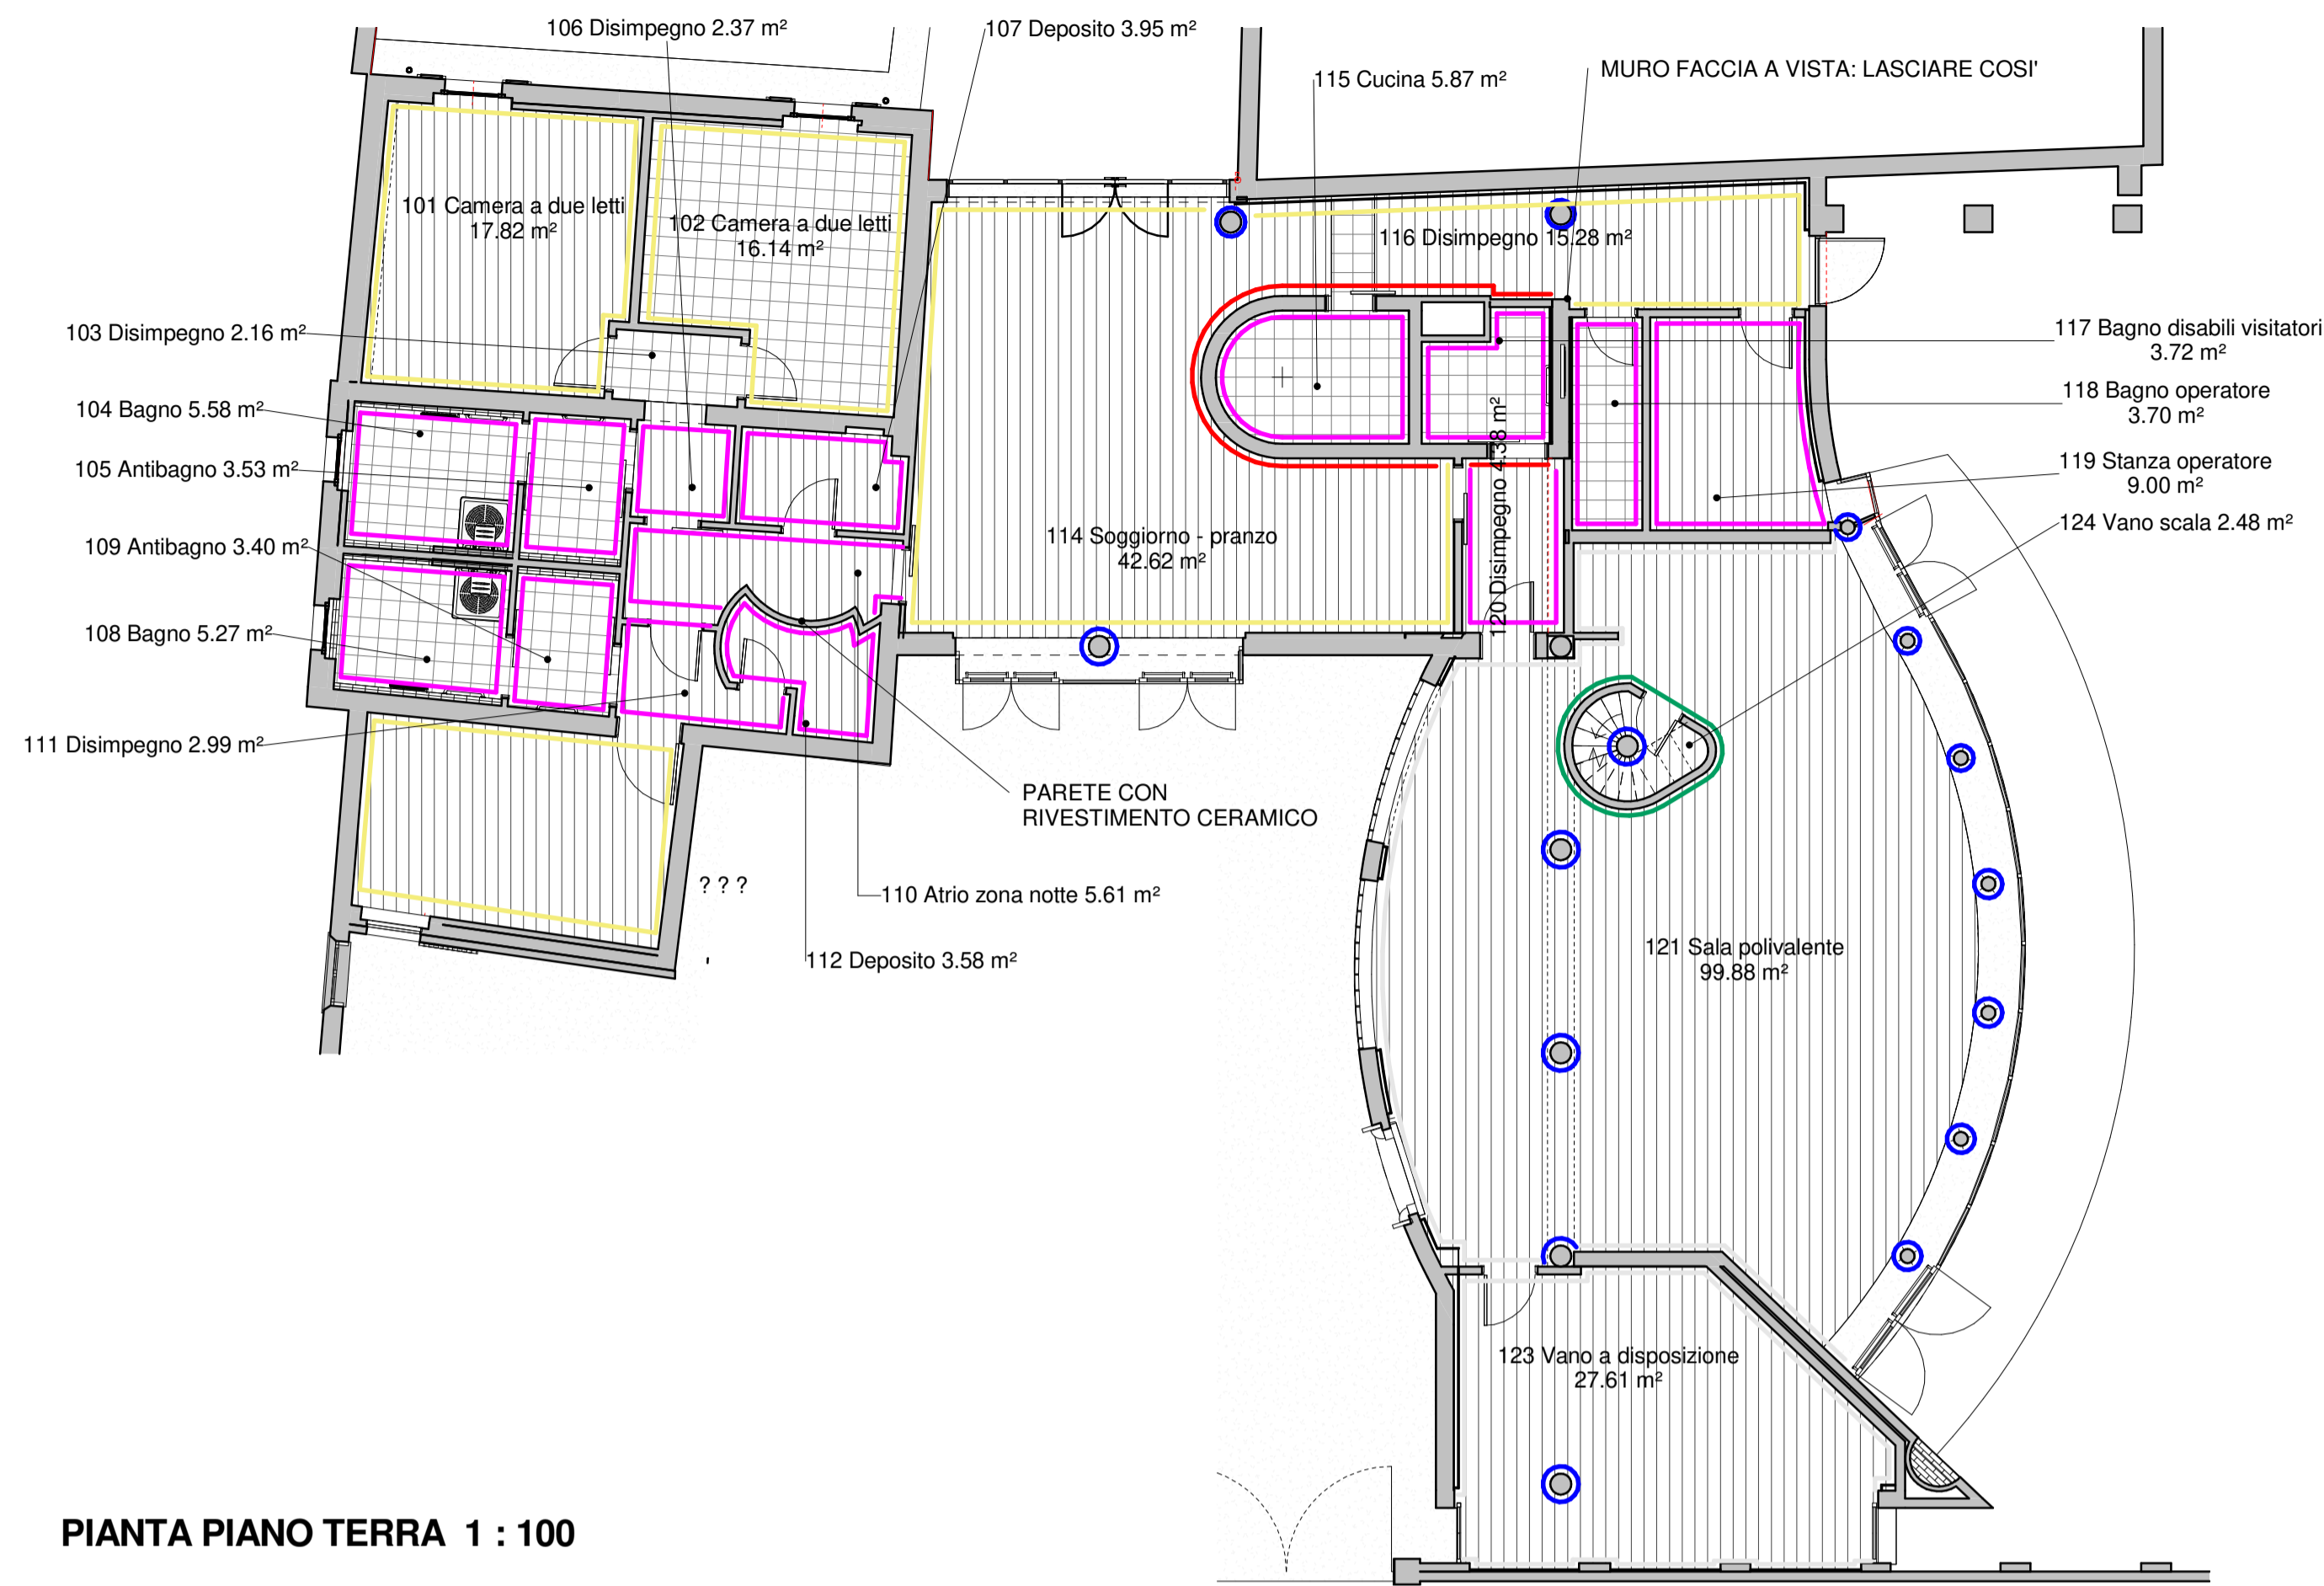 106 Disimpegno 2.37 m²
107 Deposito 3.95 m²
115 Cucina 5.87 m²
MURO FACCIA A VISTA: LASCIARE COSI'
101 Camera a due letti
17.82 m²
102 Camera a due letti
16.14 m²
116 Disimpegno 15.28 m²
103 Disimpegno 2.16 m²
117 Bagno disabili visitatori
3.72 m²
104 Bagno 5.58 m²
118 Bagno operatore
3.70 m²
105 Antibagno 3.53 m²
119 Stanza operatore
9.00 m²
120 Disimpegno 4.38 m²
124 Vano scala 2.48 m²
109 Antibagno 3.40 m²
114 Soggiorno - pranzo
42.62 m²
108 Bagno 5.27 m²
111 Disimpegno 2.99 m²
PARETE CON
RIVESTIMENTO CERAMICO
? ? ?
110 Atrio zona notte 5.61 m²
112 Deposito 3.58 m²
'
121 Sala polivalente
99.88 m²
123 Vano a disposizione
27.61 m²
PIANTA PIANO TERRA 1 : 100